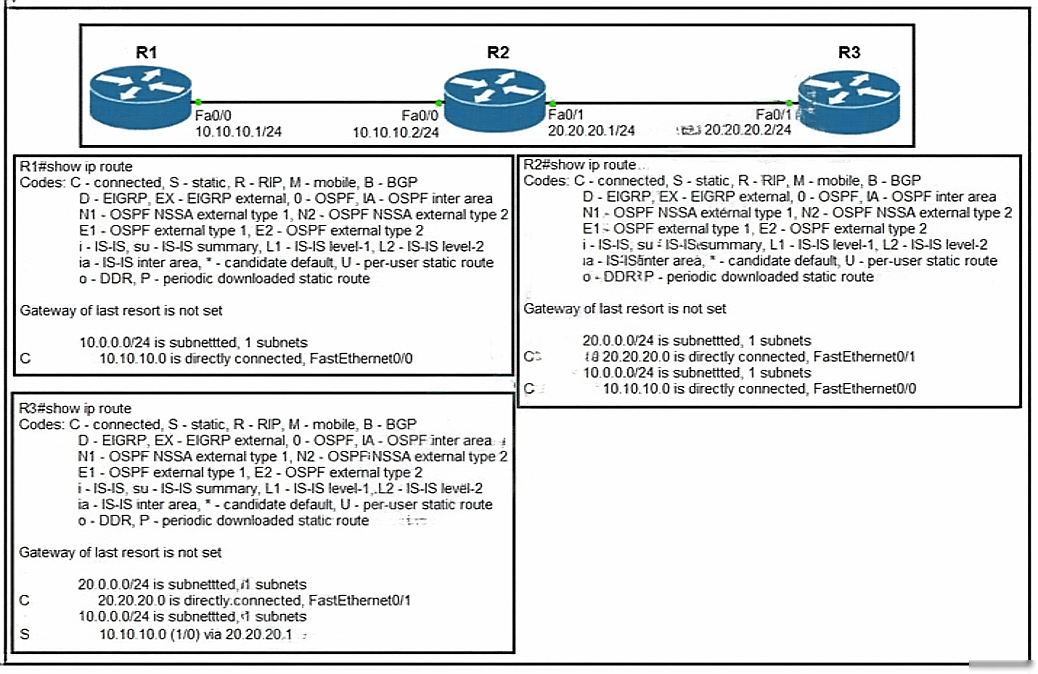 R1
R2
R3
Fa0/0
10.10.10.1/24
Fa0/0
10.10.10.2/24
Fa0/1
20.20.20.1/24
Fa0/1
20.20.20.2/24
R1#show ip route
Codes: C - connected, S - static, R - RIP, M - mobile, B - BGP
D - EIGRP, EX - EIGRP external, 0 - OSPF, IA - OSPF inter area
N1 - OSPF NSSA external type 1, N2 - OSPF NSSA external type 2
E1 - OSPF external type 1, E2 - OSPF external type 2
i - IS-IS, su - IS-IS summary, L1 - IS-IS level-1, L2 - IS-IS level-2
ia - IS-IS inter area, * - candidate default, U - per-user static route
o - DDR, P - periodic downloaded static route
Gateway of last resort is not set
10.0.0.0/24 is subnettted, 1 subnets
C 10.10.10.0 is directly connected, FastEthernet0/0
R2#show ip route
Codes: C - connected, S - static, R - RIP, M - mobile, B - BGP
D - EIGRP, EX - EIGRP external, 0 - OSPF, IA - OSPF inter area
N1 - OSPF NSSA external type 1, N2 - OSPF NSSA external type 2
E1 - OSPF external type 1, E2 - OSPF external type 2
i - IS-IS, su - IS-IS summary, L1 - IS-IS level-1, L2 - IS-IS level-2
ia - IS-IS inter area, * - candidate default, U - per-user static route
o - DDR P - periodic downloaded static route
Gateway of last resort is not set
20.0.0.0/24 is subnettted, 1 subnets
C 20.20.20.0 is directly connected, FastEthernet0/1
10.0.0.0/24 is subnettted, 1 subnets
C 10.10.10.0 is directly connected, FastEthernet0/0
R3#show ip route
Codes: C - connected, S - static, R - RIP, M - mobile, B - BGP
D - EIGRP, EX - EIGRP external, 0 - OSPF, IA - OSPF inter area
N1 - OSPF NSSA external type 1, N2 - OSPF NSSA external type 2
E1 - OSPF external type 1, E2 - OSPF external type 2
i - IS-IS, su - IS-IS summary, L1 - IS-IS level-1, L2 - IS-IS level-2
ia - IS-IS inter area, * - candidate default, U - per-user static route
o - DDR, P - periodic downloaded static route
Gateway of last resort is not set
20.0.0.0/24 is subnettted, 1 subnets
C 20.20.20.0 is directly connected, FastEthernet0/1
10.0.0.0/24 is subnettted, 1 subnets
S 10.10.10.0 (1/0) via 20.20.20.1